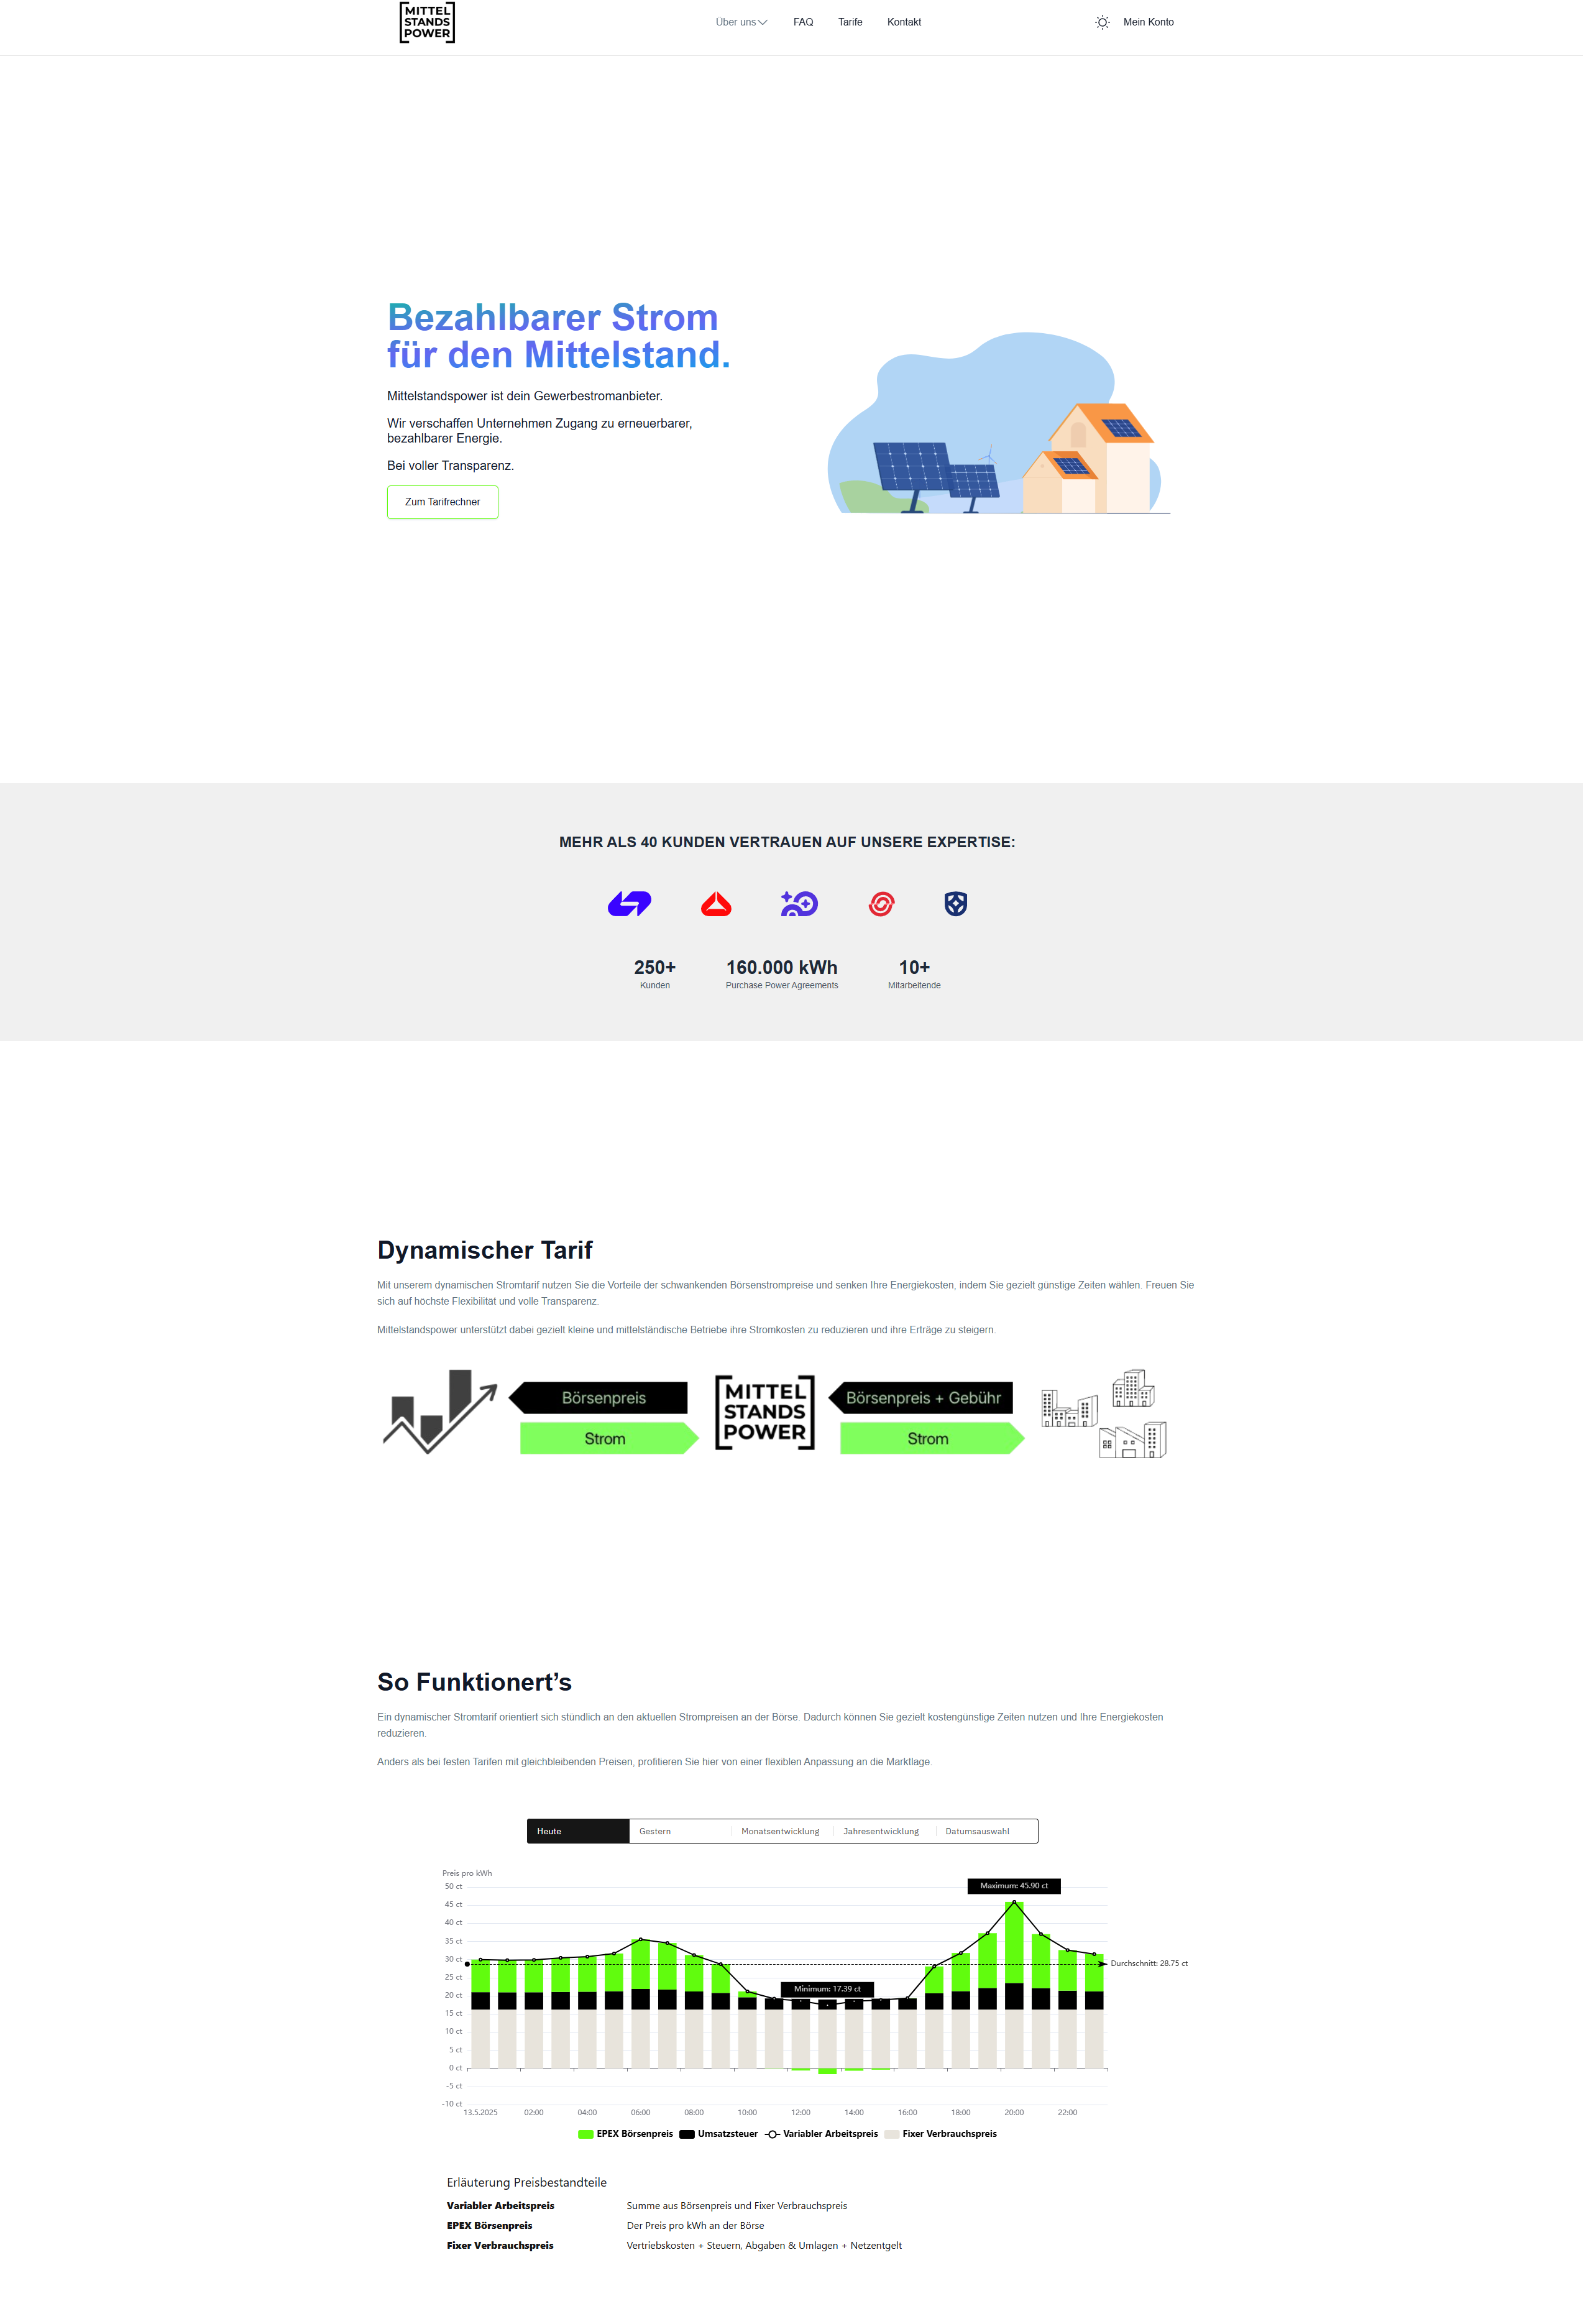 MITTEL
STANDS
POWER
Über uns
FAQ
Tarife
Kontakt
Mein Konto
Bezahlbarer Strom
für den Mittelstand.
Mittelstandspower ist dein Gewerbestromanbieter.
Wir verschaffen Unternehmen Zugang zu erneuerbarer,
bezahlbarer Energie.
Bei voller Transparenz.
Zum Tarifrechner
MEHR ALS 40 KUNDEN VERTRAUEN AUF UNSERE EXPERTISE:
250+
Kunden
160.000 kWh
Purchase Power Agreements
10+
Mitarbeitende
Dynamischer Tarif
Mit unserem dynamischen Stromtarif nutzen Sie die Vorteile der schwankenden Börsenstrompreise und senken Ihre Energiekosten, indem Sie gezielt günstige Zeiten wählen. Freuen Sie
sich auf höchste Flexibilität und volle Transparenz.
Mittelstandspower unterstützt dabei gezielt kleine und mittelständische Betriebe ihre Stromkosten zu reduzieren und ihre Erträge zu steigern.
Börsenpreis
Strom
MITTEL
STANDS
POWER
Börsenpreis + Gebühr
Strom
So Funktionert's
Ein dynamischer Stromtarif orientiert sich stündlich an den aktuellen Strompreisen an der Börse. Dadurch können Sie gezielt kostengünstige Zeiten nutzen und Ihre Energiekosten
reduzieren.
Anders als bei festen Tarifen mit gleichbleibenden Preisen, profitieren Sie hier von einer flexiblen Anpassung an die Marktlage.
Heute
Gestern
Monatsentwicklung
Jahresentwicklung
Datumsauswahl
Preis pro kWh
50 ct
45 ct
40 ct
35 ct
30 ct
25 ct
20 ct
15 ct
10 ct
5 ct
0 ct
-5 ct
-10 ct
Maximum: 45.90 ct
Minimum: 17.39 ct
Durchschnitt: 28.75 ct
13.5.2025
02:00
04:00
06:00
08:00
10:00
12:00
14:00
16:00
18:00
20:00
22:00
EPEX Börsenpreis
Umsatzsteuer
Variabler Arbeitspreis
Fixer Verbrauchspreis
Erläuterung Preisbestandteile
Variabler Arbeitspreis
Summe aus Börsenpreis und Fixer Verbrauchspreis
EPEX Börsenpreis
Der Preis pro kWh an der Börse
Fixer Verbrauchspreis
Vertriebskosten + Steuern, Abgaben & Umlagen + Netzentgelt